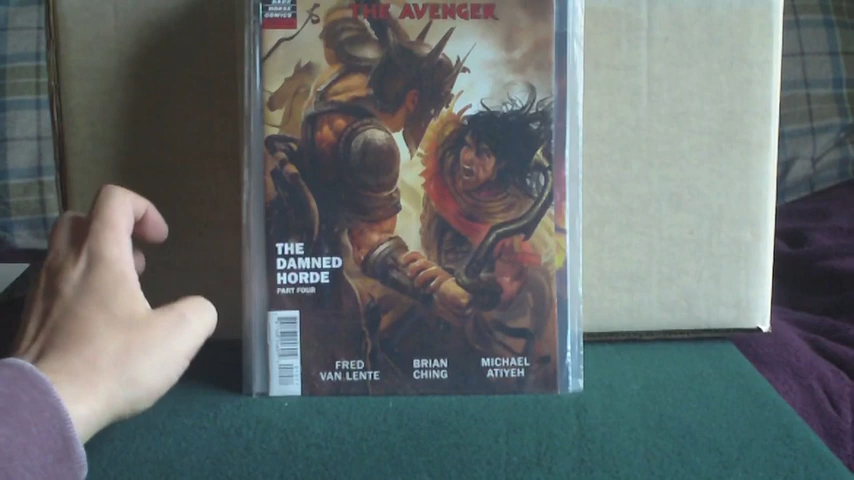 DARK
HORSE
COMICS
THE AVENGER
THE
DAMNED
HORDE
PART FOUR
FRED
VAN LENTE
BRIAN
CHING
MICHAEL
ATIYEH